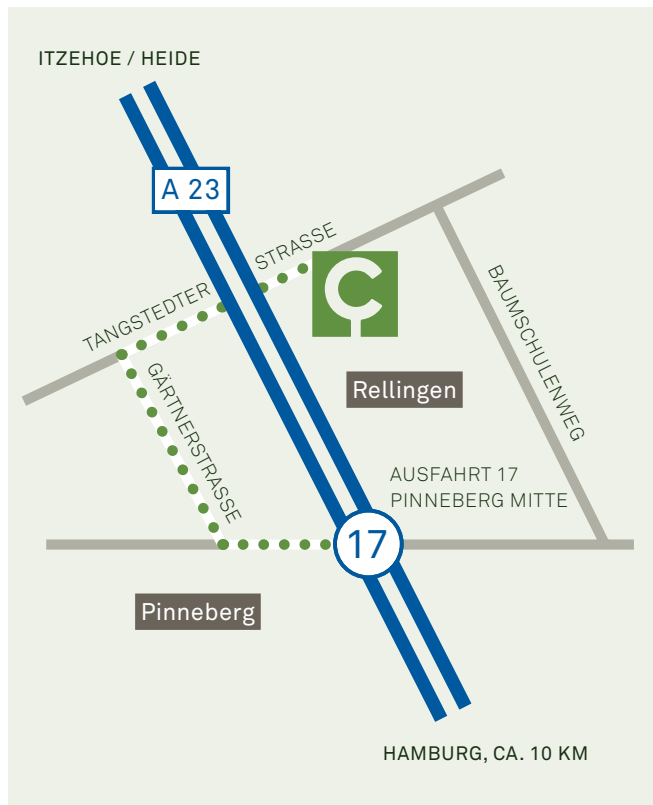 ITZEHOE / HEIDE
A 23
TANGSTEDTER STRASSE
BAUMSCHULENWEG
GÄRTNERSTRASSE
Rellingen
AUSFAHRT 17
PINNEBERG MITTE
17
Pinneberg
HAMBURG, CA. 10 KM